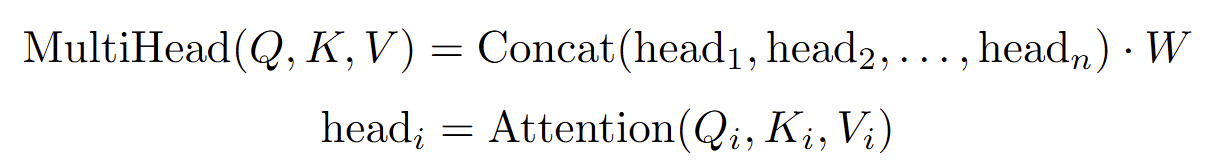 MultiHead(Q, K, V) = Concat(head₁, head₂, . . . , headₙ) · W
headᵢ = Attention(Qᵢ, Kᵢ, Vᵢ)